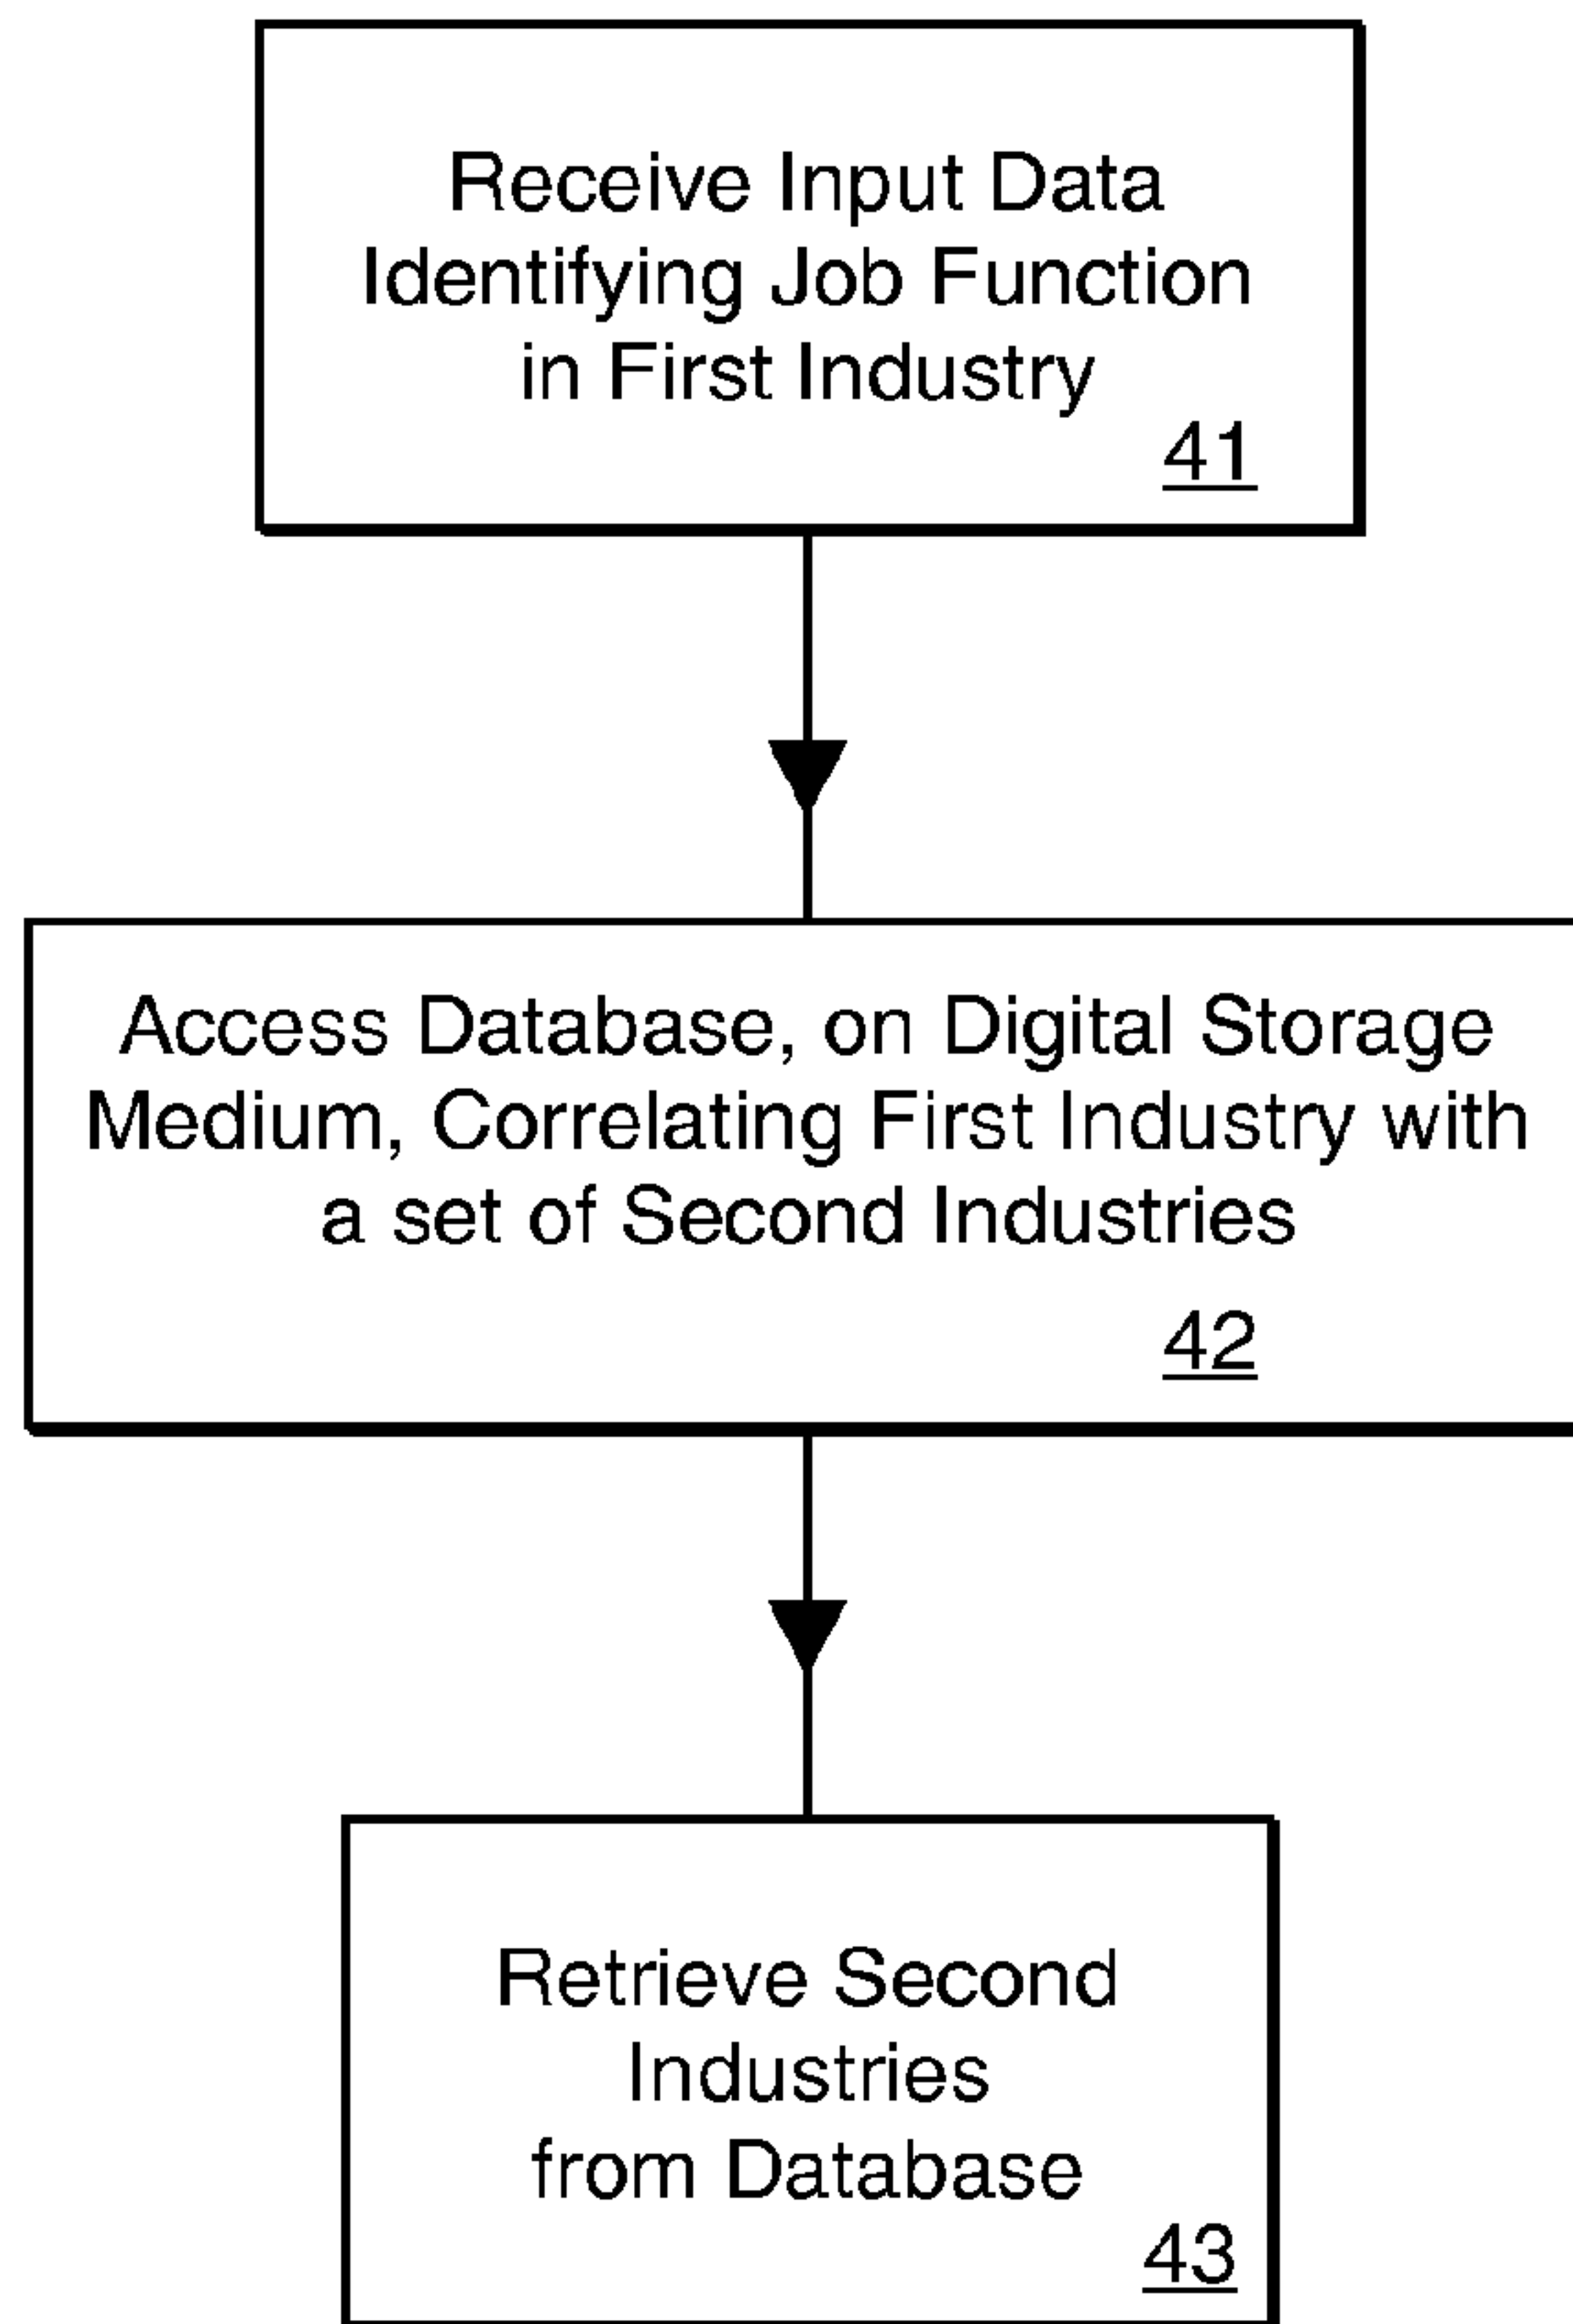 Receive Input Data
Identifying Job Function
in First Industry
41
Access Database, on Digital Storage
Medium, Correlating First Industry with
a set of Second Industries
42
Retrieve Second
Industries
from Database
43